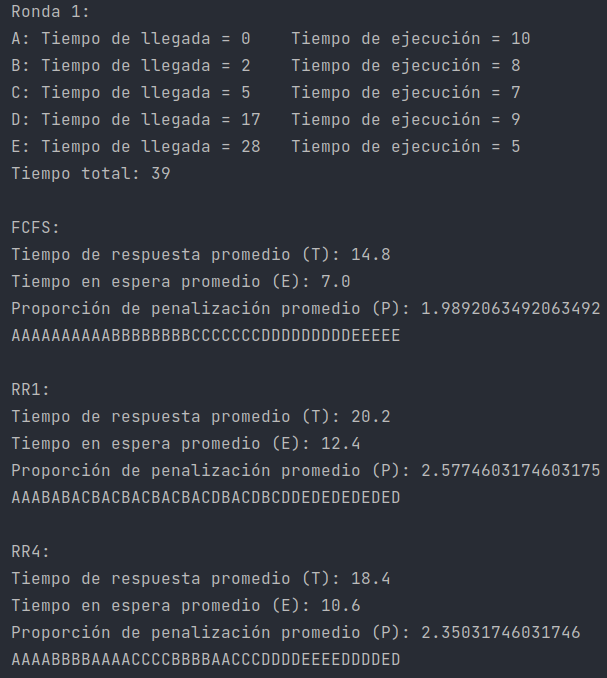 Ronda 1:
A: Tiempo de llegada = 0    Tiempo de ejecución = 10
B: Tiempo de llegada = 2    Tiempo de ejecución = 8
C: Tiempo de llegada = 5    Tiempo de ejecución = 7
D: Tiempo de llegada = 17   Tiempo de ejecución = 9
E: Tiempo de llegada = 28   Tiempo de ejecución = 5
Tiempo total: 39

FCFS:
Tiempo de respuesta promedio (T): 14.8
Tiempo en espera promedio (E): 7.0
Proporción de penalización promedio (P): 1.9892063492063492
AAAAAAAAAABBBBBBBBCCCCCCCDDDDDDDDDEEEEE

RR1:
Tiempo de respuesta promedio (T): 20.2
Tiempo en espera promedio (E): 12.4
Proporción de penalización promedio (P): 2.5774603174603175
AAABABACBACBACBACBACDBACDBCDDEDEDEDEDED

RR4:
Tiempo de respuesta promedio (T): 18.4
Tiempo en espera promedio (E): 10.6
Proporción de penalización promedio (P): 2.35031746031746
AAAABBBBAAAACCCCBBBBAACCCDDDDEEEEDDDDED